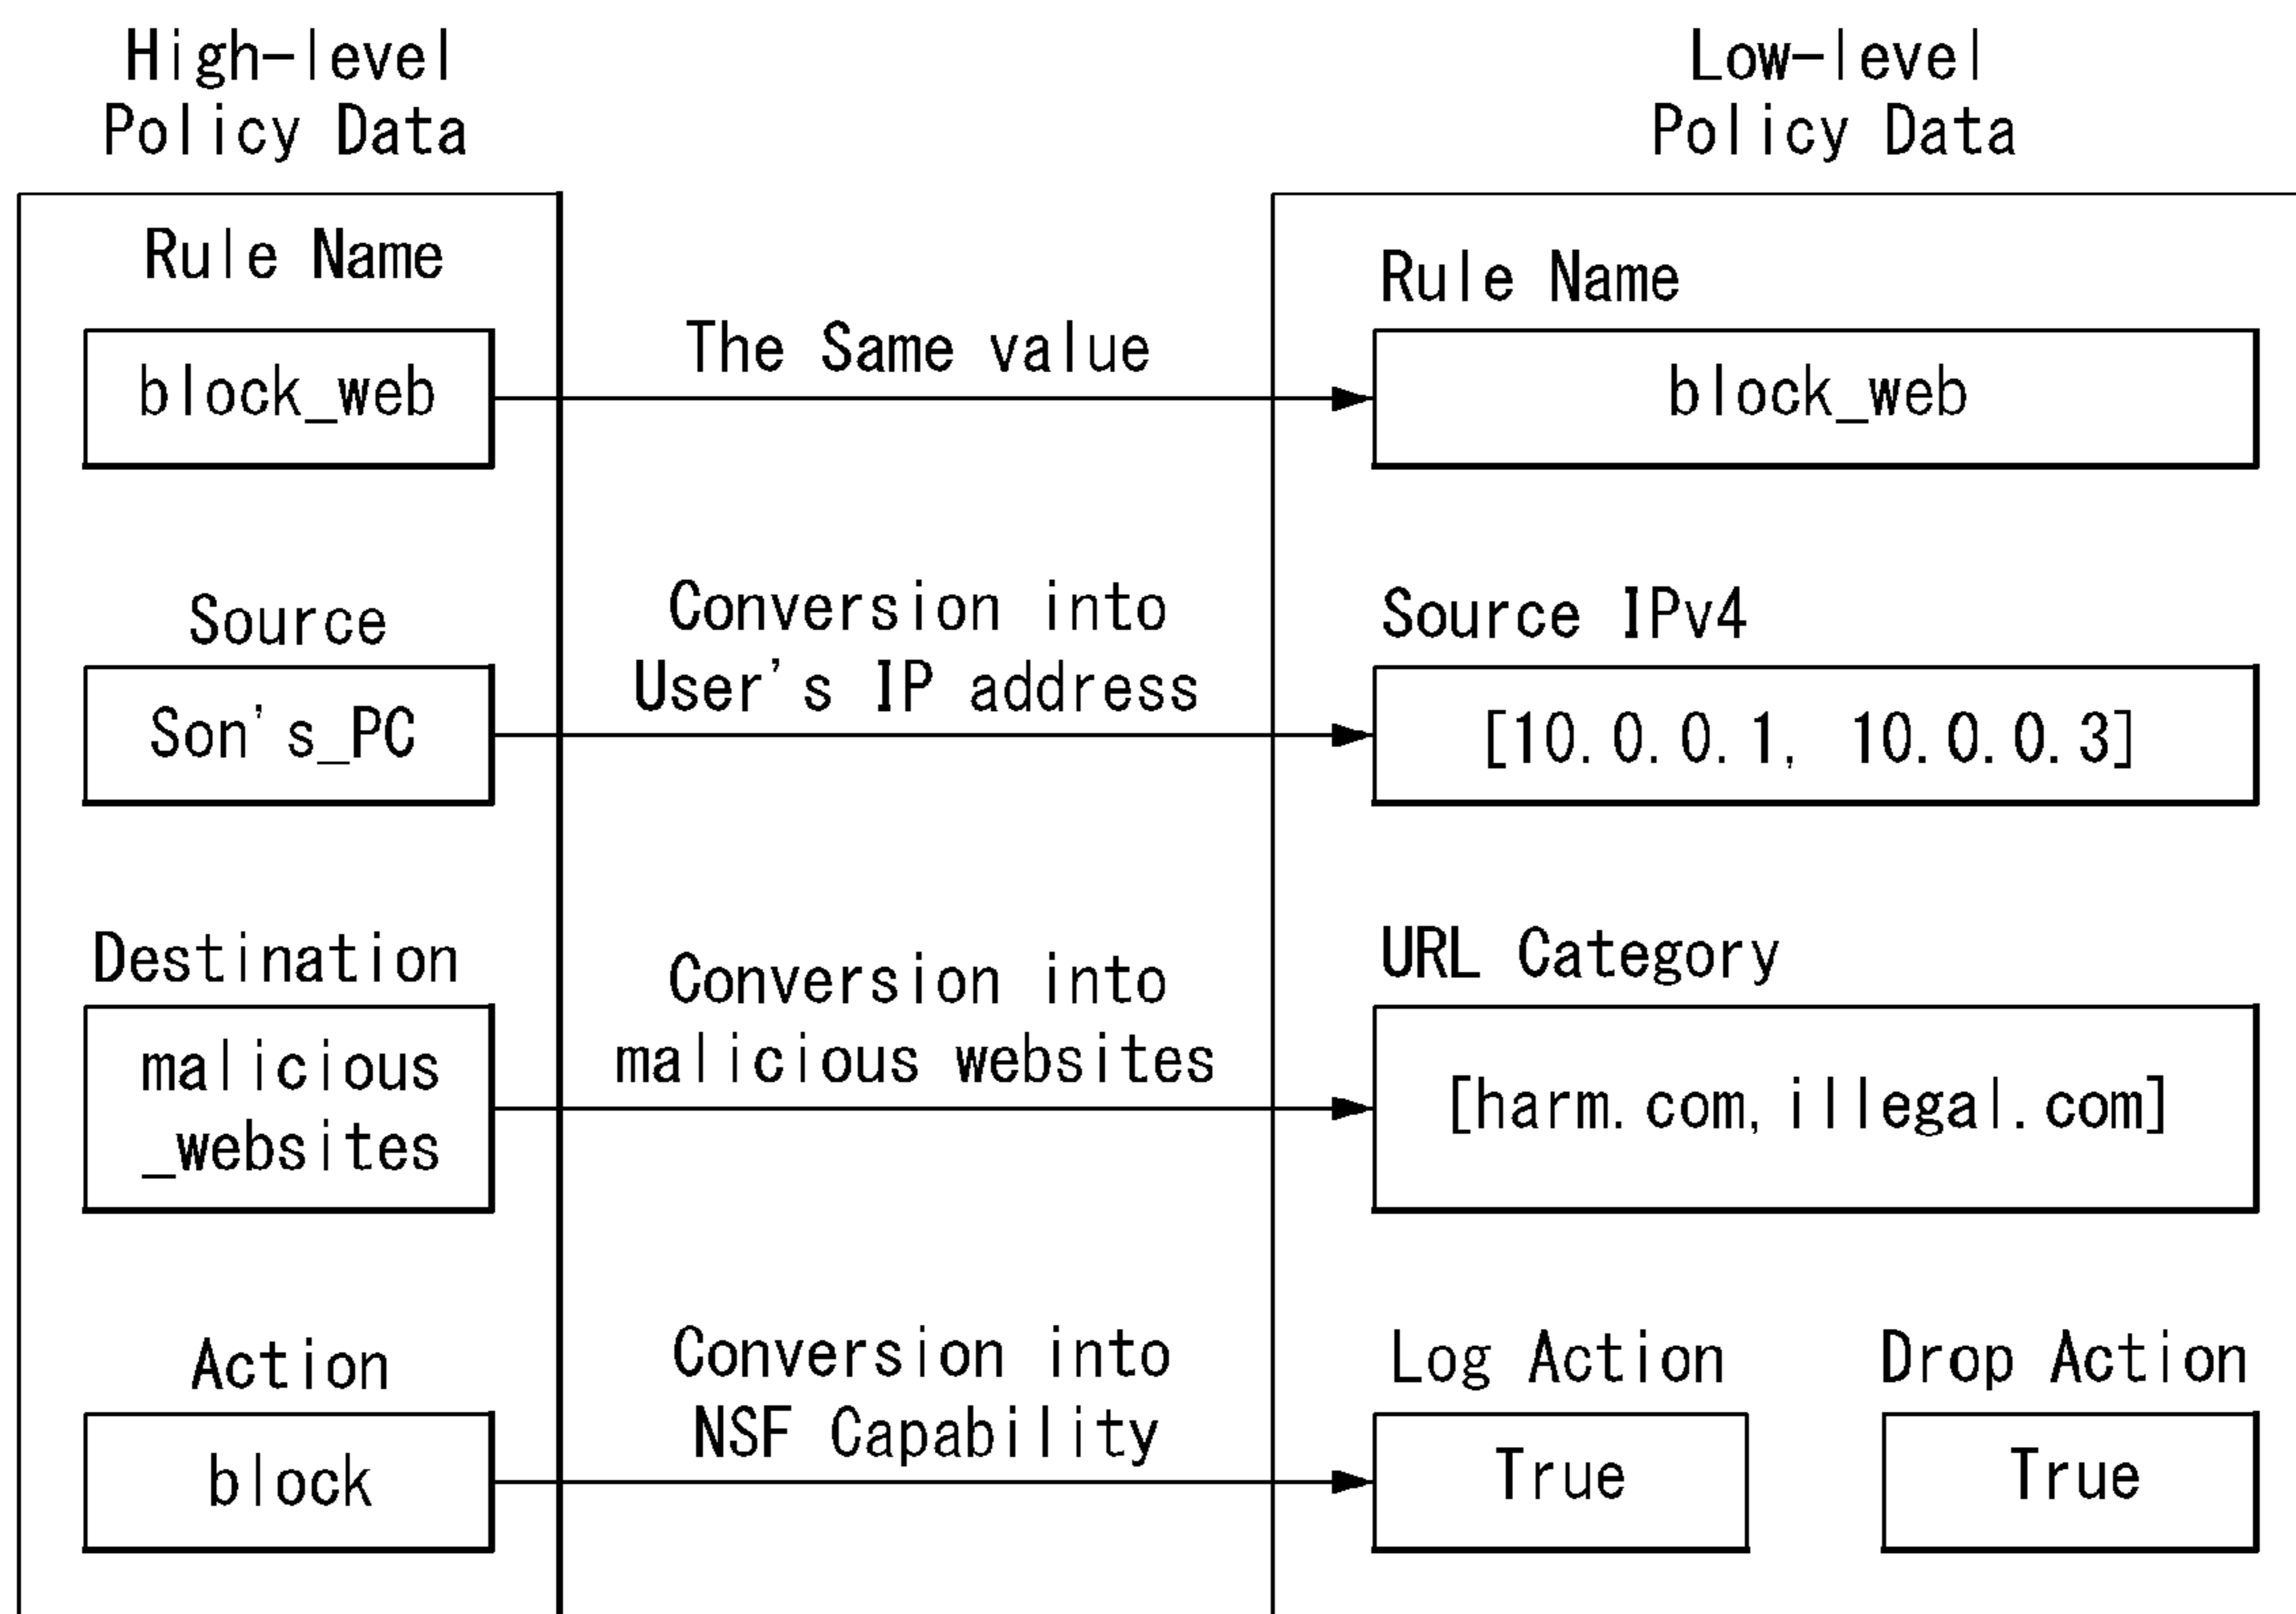 High-level
Policy Data
Low-level
Policy Data
Rule Name
block_web
The Same value
Rule Name
block_web
Source
Son's_PC
Conversion into
User's IP address
Source IPv4
[10.0.0.1, 10.0.0.3]
Destination
malicious
_websites
Conversion into
malicious websites
URL Category
[harm.com,illegal.com]
Action
block
Conversion into
NSF Capability
Log Action
True
Drop Action
True